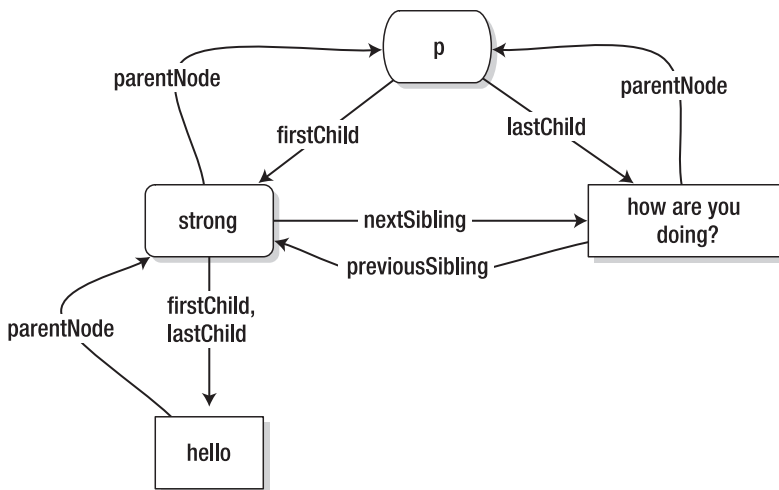 p
parentNode
parentNode
firstChild
lastChild
strong
nextSibling
how are you
doing?
previousSibling
firstChild,
lastChild
parentNode
hello